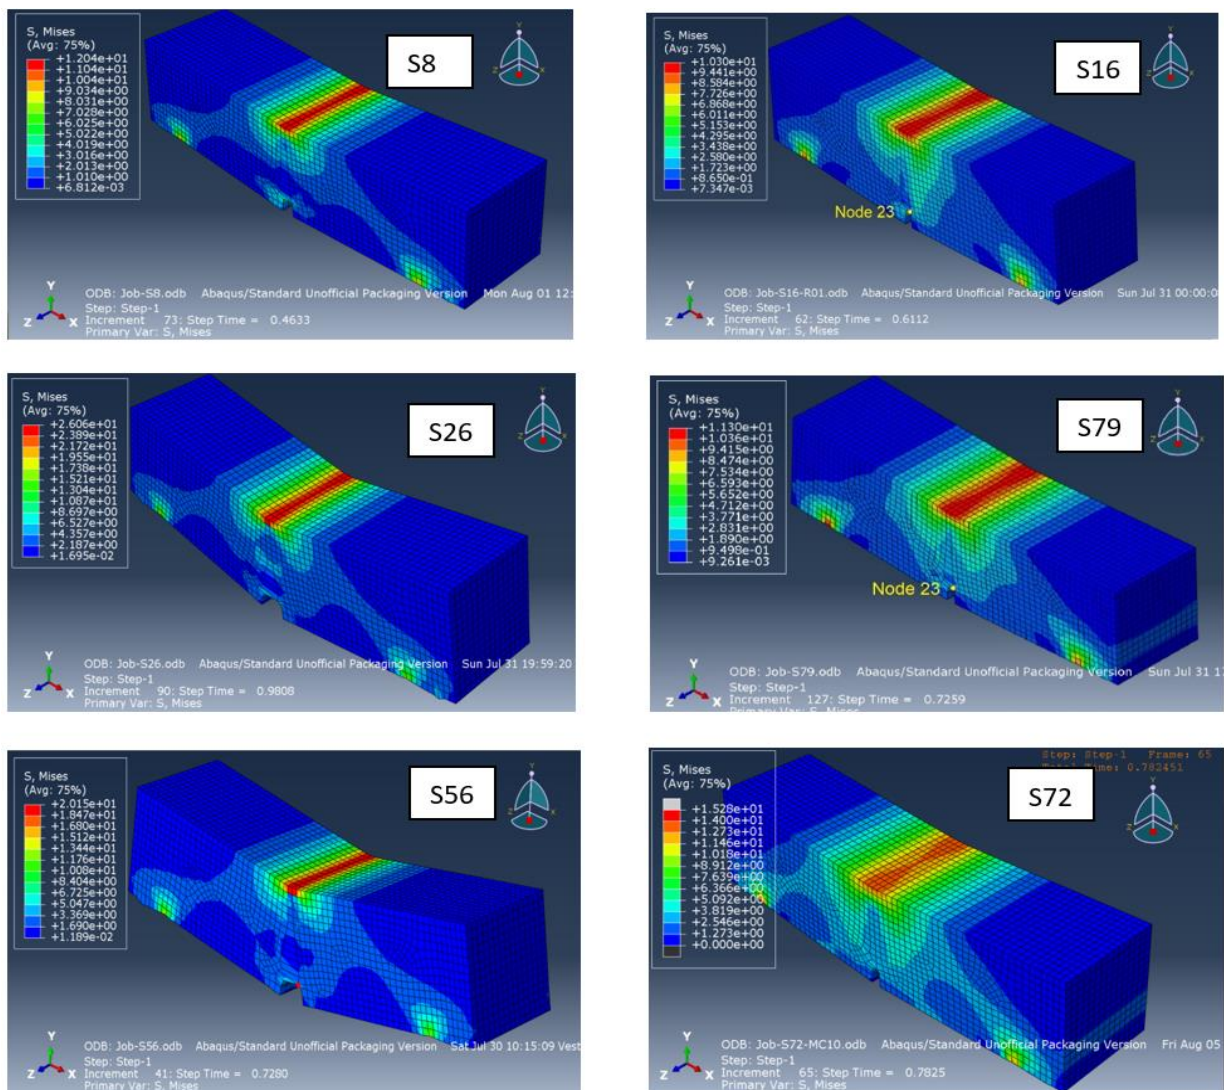 S, Mises
(Avg: 75%)
+1.204e+01
+1.104e+01
+1.004e+01
+9.034e+00
+8.031e+00
+7.028e+00
+6.025e+00
+5.022e+00
+4.019e+00
+3.016e+00
+2.013e+00
+1.010e+00
+6.812e-03
S8
Y
Z X
Y
Z X
ODB: Job-S8.odb Abaqus/Standard Unofficial Packaging Version Mon Aug 01 12:
Step: Step-1
Increment 73: Step Time = 0.4633
Primary Var: S, Mises
S, Mises
(Avg: 75%)
+1.030e+01
+9.441e+00
+8.584e+00
+7.726e+00
+6.868e+00
+6.011e+00
+5.153e+00
+4.295e+00
+3.438e+00
+2.580e+00
+1.723e+00
+8.650e-01
+7.347e-03
S16
Y
Z X
Node 23
Y
Z X
ODB: Job-S16-R01.odb Abaqus/Standard Unofficial Packaging Version Sun Jul 31 00:00:0
Step: Step-1
Increment 62: Step Time = 0.6112
Primary Var: S, Mises
S, Mises
(Avg: 75%)
+2.606e+01
+2.389e+01
+2.172e+01
+1.955e+01
+1.738e+01
+1.521e+01
+1.304e+01
+1.087e+01
+8.697e+00
+6.527e+00
+4.357e+00
+2.187e+00
+1.695e-02
S26
Y
Z X
Y
Z X
ODB: Job-S26.odb Abaqus/Standard Unofficial Packaging Version Sun Jul 31 19:59:20
Step: Step-1
Increment 90: Step Time = 0.9808
Primary Var: S, Mises
S, Mises
(Avg: 75%)
+1.130e+01
+1.036e+01
+9.415e+00
+8.474e+00
+7.534e+00
+6.593e+00
+5.652e+00
+4.712e+00
+3.771e+00
+2.831e+00
+1.890e+00
+9.498e-01
+9.261e-03
S79
Y
Z X
Node 23
Y
Z X
ODB: Job-S79.odb Abaqus/Standard Unofficial Packaging Version Sun Jul 31 1
Step: Step-1
Increment 127: Step Time = 0.7259
Primary Var: S, Mises
S, Mises
(Avg: 75%)
+2.015e+01
+1.847e+01
+1.680e+01
+1.512e+01
+1.344e+01
+1.176e+01
+1.008e+01
+8.404e+00
+6.725e+00
+5.047e+00
+3.369e+00
+1.690e+00
+1.189e-02
S56
Y
Z X
Y
Z X
ODB: Job-S56.odb Abaqus/Standard Unofficial Packaging Version Sat Jul 30 10:15:09 Vest
Step: Step-1
Increment 41: Step Time = 0.7280
Primary Var: S, Mises
Step: Step-1 Frame: 65
Total Time: 0.782451
S, Mises
(Avg: 75%)
+1.528e+01
+1.400e+01
+1.273e+01
+1.146e+01
+1.018e+01
+8.912e+00
+7.639e+00
+6.366e+00
+5.092e+00
+3.819e+00
+2.546e+00
+1.273e+00
+0.000e+00
S72
Y
Z X
Y
Z X
ODB: Job-S72-MC10.odb Abaqus/Standard Unofficial Packaging Version Fri Aug 05
Step: Step-1
Increment 65: Step Time = 0.7825
Primary Var: S, Mises